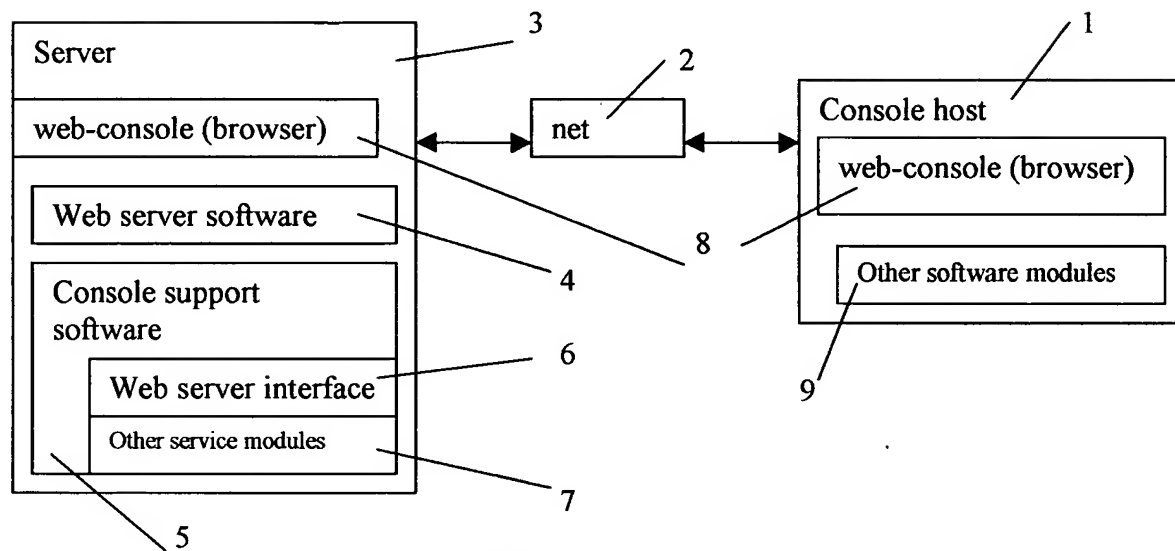 Server
3
web-console (browser)
Web server software
4
Console support
software
6
Web server interface
Other service modules
7
5
2
net
8
1
Console host
web-console (browser)
Other software modules
9